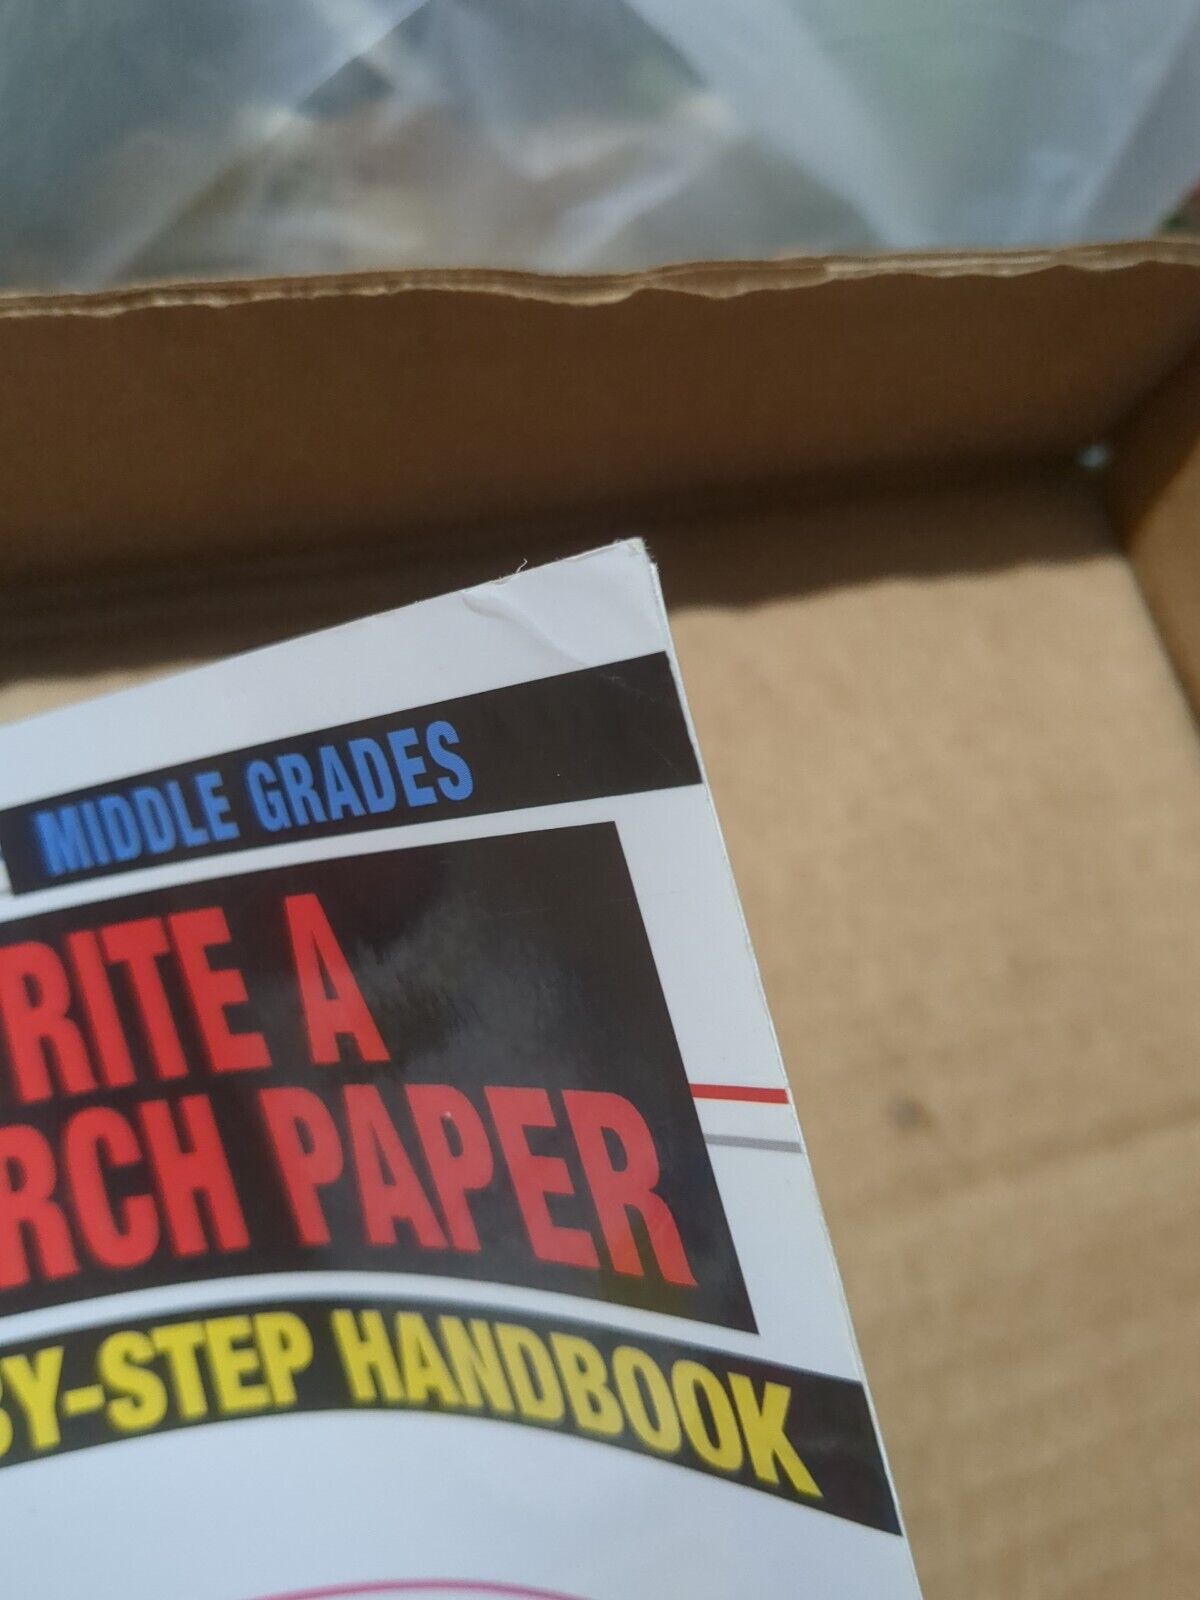 MIDDLE GRADES
RITE A
RCH PAPER
BY-STEP HANDBOOK